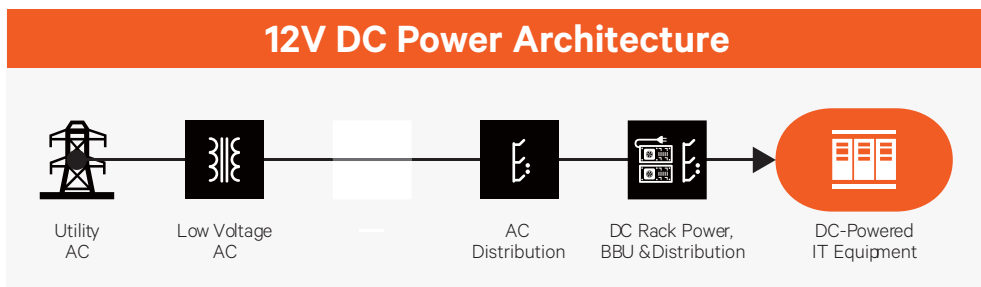 12V DC Power Architecture
Utility
AC
Low Voltage
AC
AC
Distribution
DC Rack Power,
BBU & Distribution
DC-Powered
IT Equipment